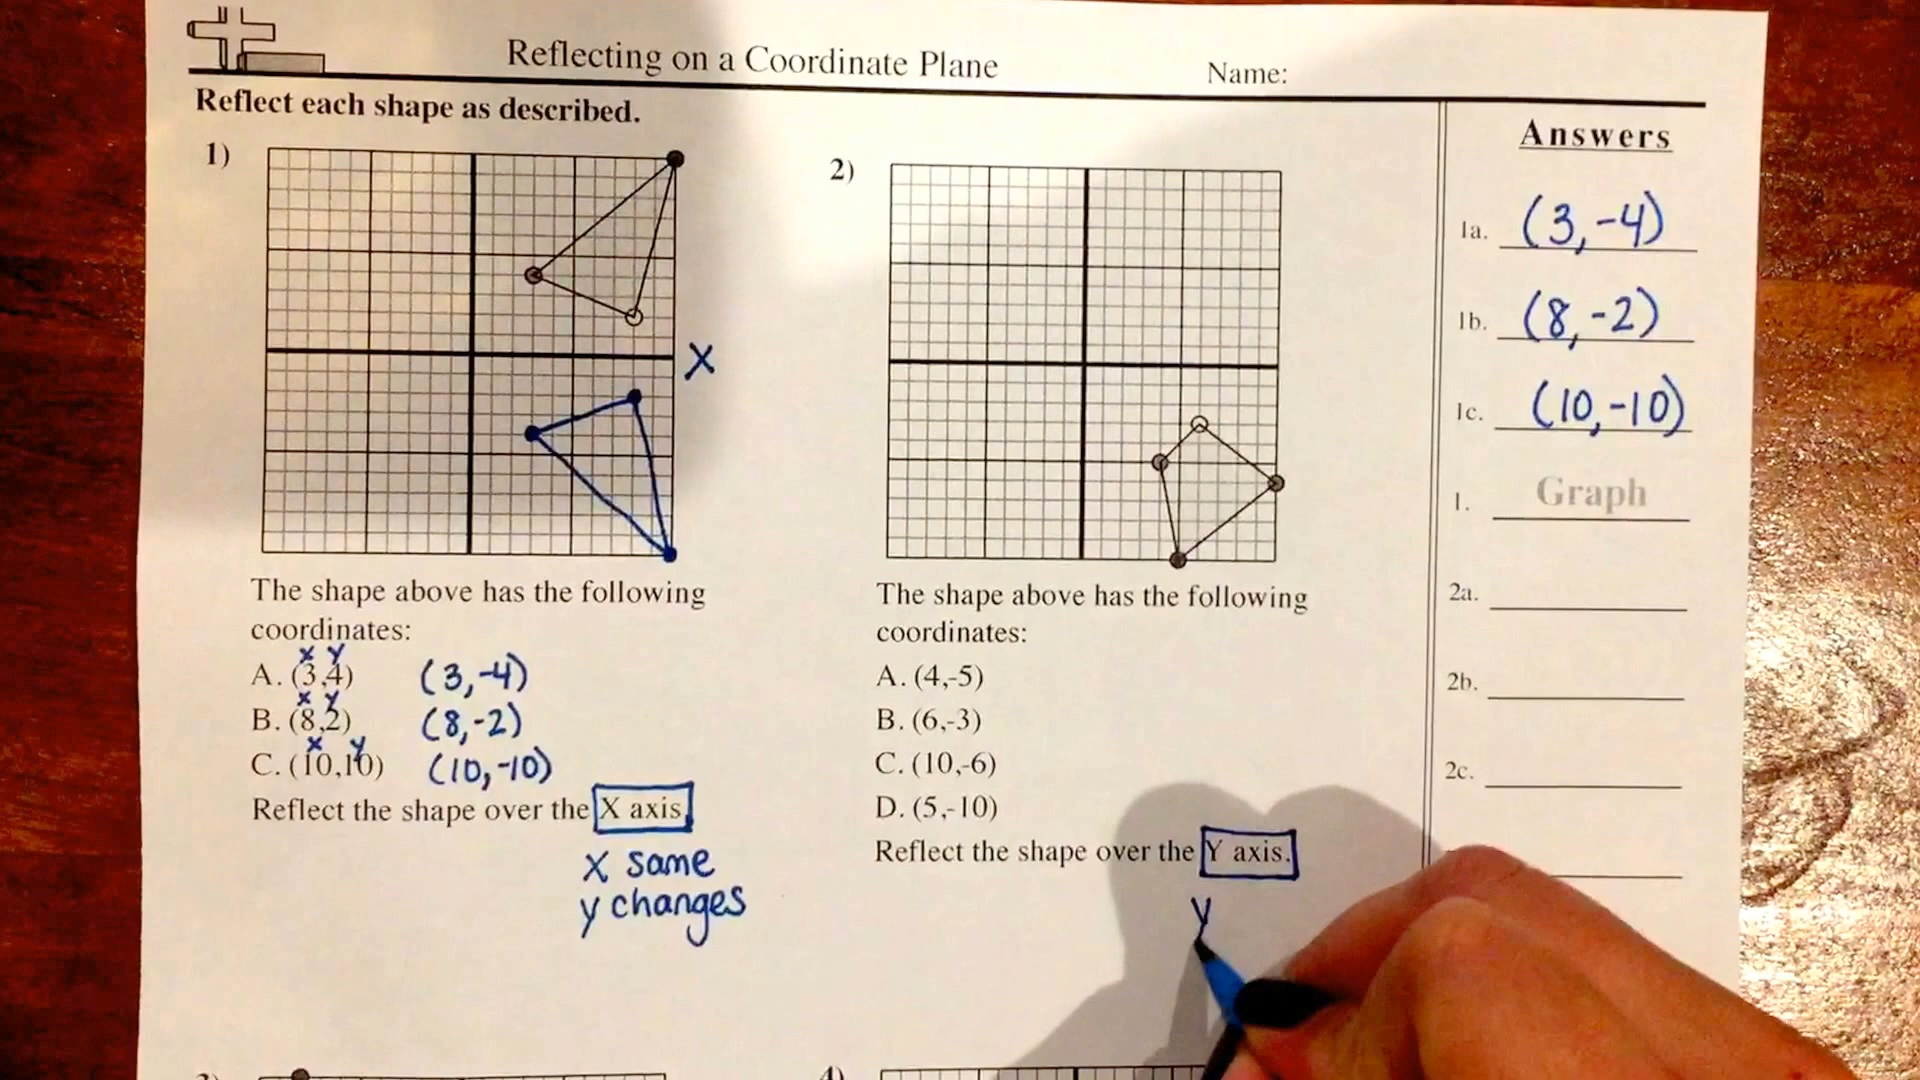 Reflecting on a Coordinate Plane
Name:
Reflect each shape as described.
1)
X
The shape above has the following
coordinates:
x y
A. (3,4) (3,-4)
x y
B. (8,2) (8,-2)
x y
C. (10,10) (10,-10)
Reflect the shape over the X axis.
X same
y changes
2)
The shape above has the following
coordinates:
A. (4,-5)
B. (6,-3)
C. (10,-6)
D. (5,-10)
Reflect the shape over the Y axis.
y
Answers
1a. (3,-4)
1b. (8,-2)
1c. (10,-10)
1. Graph
2a.
2b.
2c.
4)